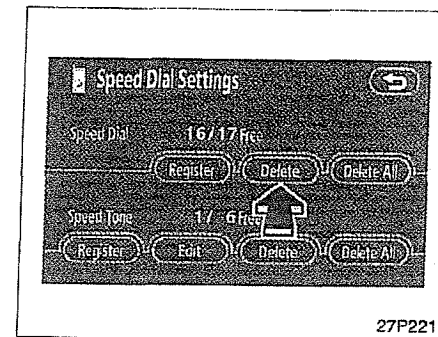 Speed Dial Settings
Speed Dial 16/17 Free
Register Delete Delete All
Speed Tone 1/ 6 Free
Register Edit Delete Delete All
27P221